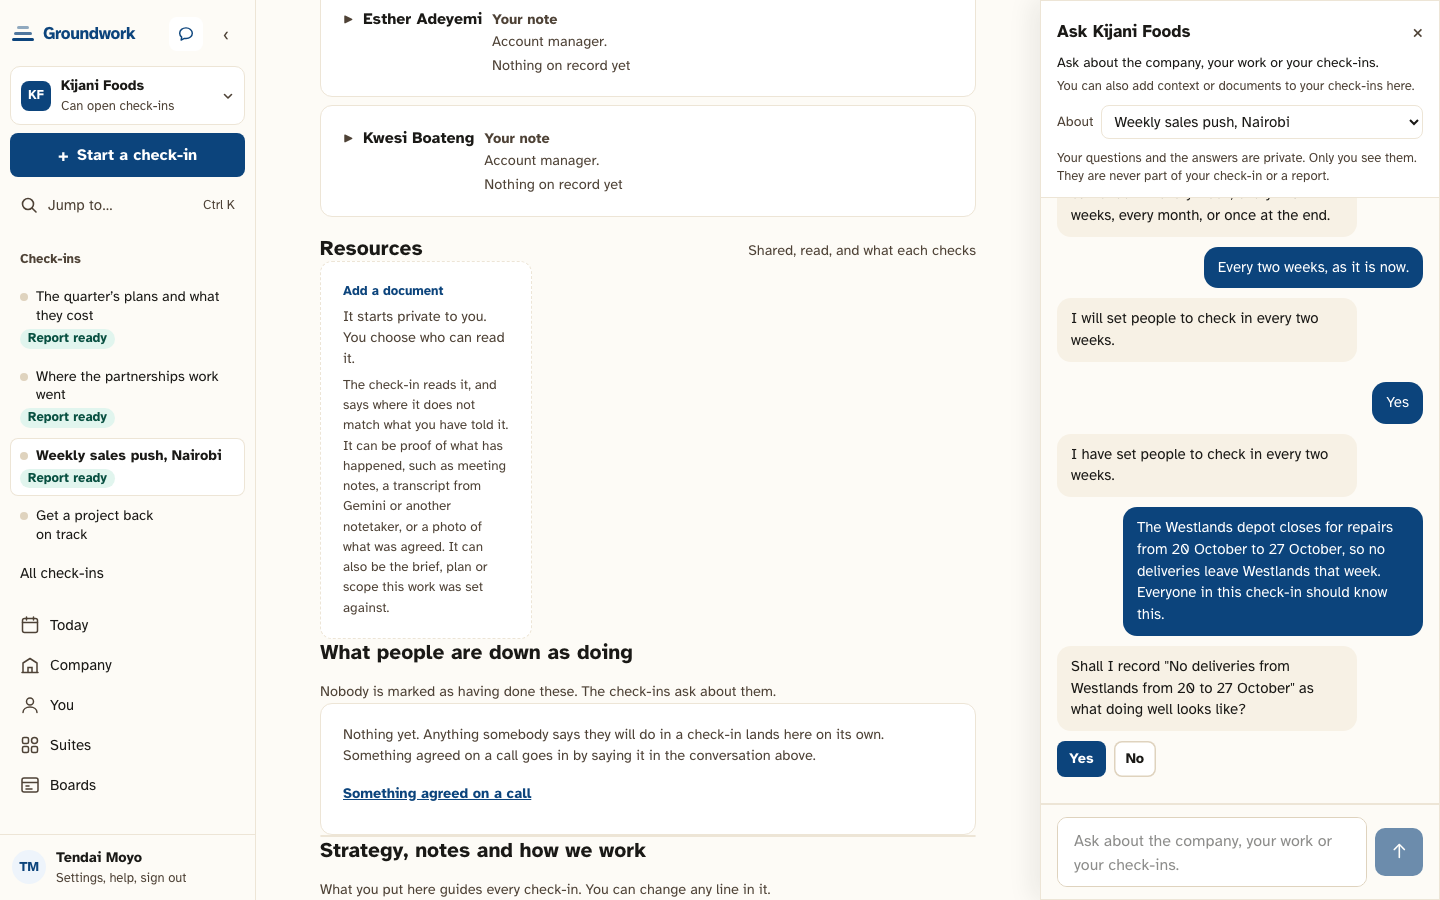 Groundwork
KF
Kijani Foods
Can open check-ins
+ Start a check-in
Jump to...
Ctrl K
Check-ins
The quarter's plans and what
they cost
Report ready
Where the partnerships work
went
Report ready
Weekly sales push, Nairobi
Report ready
Get a project back
on track
All check-ins
Today
Company
You
Suites
Boards
TM
Tendai Moyo
Settings, help, sign out
Esther Adeyemi
Your note
Account manager.
Nothing on record yet
Kwesi Boateng
Your note
Account manager.
Nothing on record yet
Resources
Shared, read, and what each checks
Add a document
It starts private to you.
You choose who can read
it.
The check-in reads it, and
says where it does not
match what you have told it.
It can be proof of what has
happened, such as meeting
notes, a transcript from
Gemini or another
notetaker, or a photo of
what was agreed. It can
also be the brief, plan or
scope this work was set
against.
What people are down as doing
Nobody is marked as having done these. The check-ins ask about them.
Nothing yet. Anything somebody says they will do in a check-in lands here on its own.
Something agreed on a call goes in by saying it in the conversation above.
Something agreed on a call
Strategy, notes and how we work
What you put here guides every check-in. You can change any line in it.
Ask Kijani Foods
Ask about the company, your work or your check-ins.
You can also add context or documents to your check-ins here.
About
Weekly sales push, Nairobi
Your questions and the answers are private. Only you see them.
They are never part of your check-in or a report.
weeks, every month, or once at the end.
Every two weeks, as it is now.
I will set people to check in every two
weeks.
Yes
I have set people to check in every two
weeks.
The Westlands depot closes for repairs
from 20 October to 27 October, so no
deliveries leave Westlands that week.
Everyone in this check-in should know
this.
Shall I record "No deliveries from
Westlands from 20 to 27 October" as
what doing well looks like?
Yes
No
Ask about the company, your work or
your check-ins.